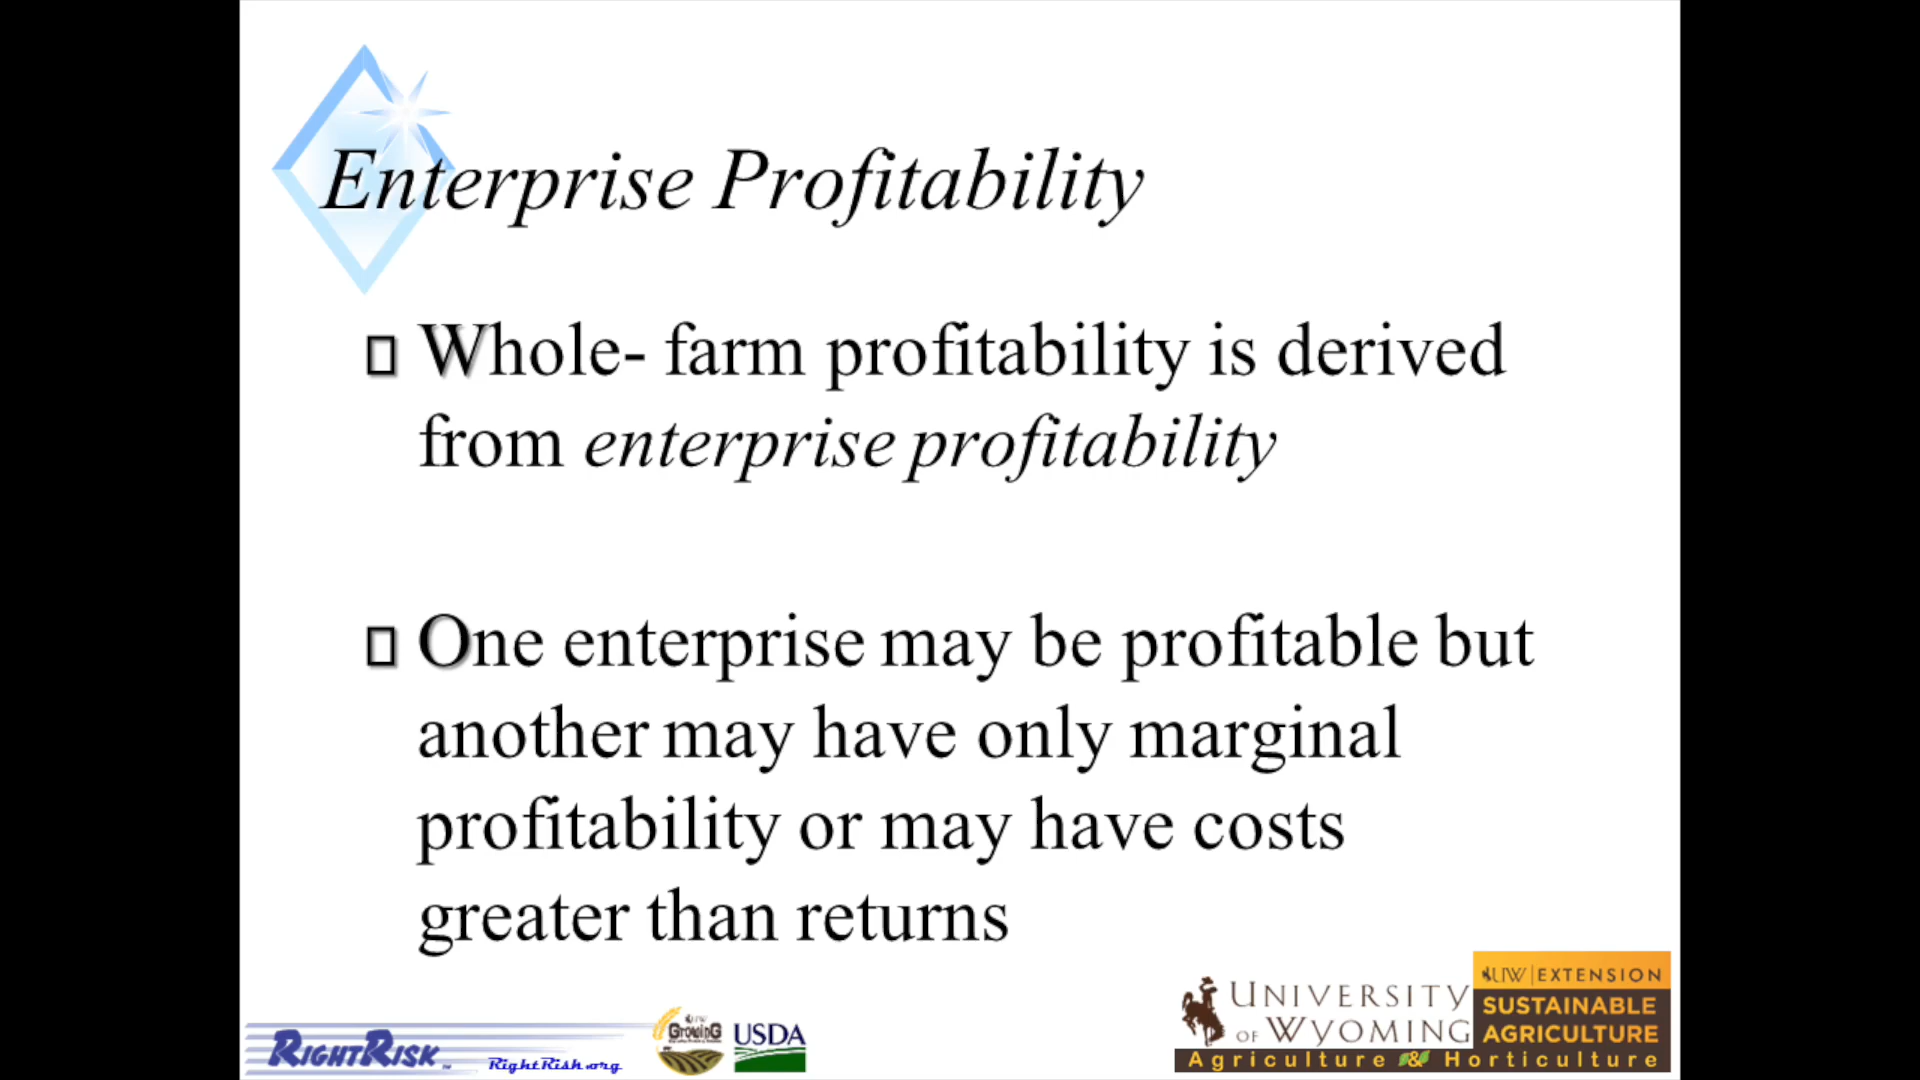 Enterprise Profitability
Whole- farm profitability is derived
from enterprise profitability
One enterprise may be profitable but
another may have only marginal
profitability or may have costs
greater than returns
RIGHTRISK
RightRisk.org
UW
GrowinG
USDA
UNIVERSITY
OF WYOMING
UW | EXTENSION
SUSTAINABLE
AGRICULTURE
Agriculture & Horticulture